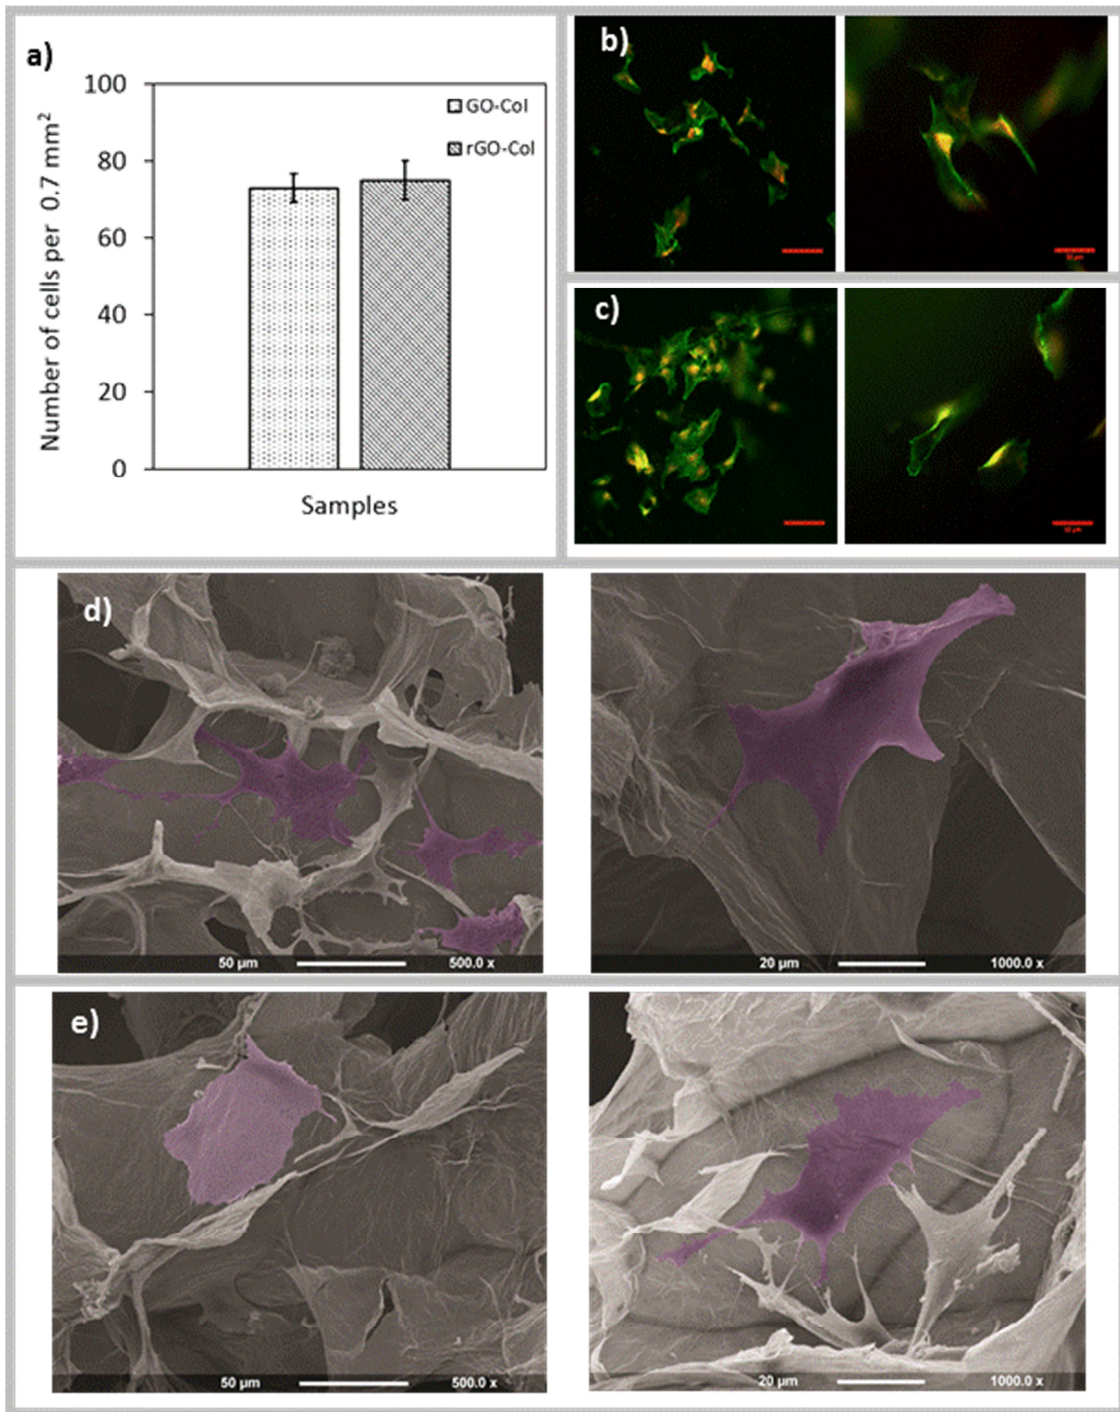 a)
100
80
60
40
20
0
Number of cells per 0.7 mm²
GO-Col
rGO-Col
Samples
b)
c)
d)
50 µm 500.0 x
20 µm 1000.0 x
e)
50 µm 500.0 x
20 µm 1000.0 x